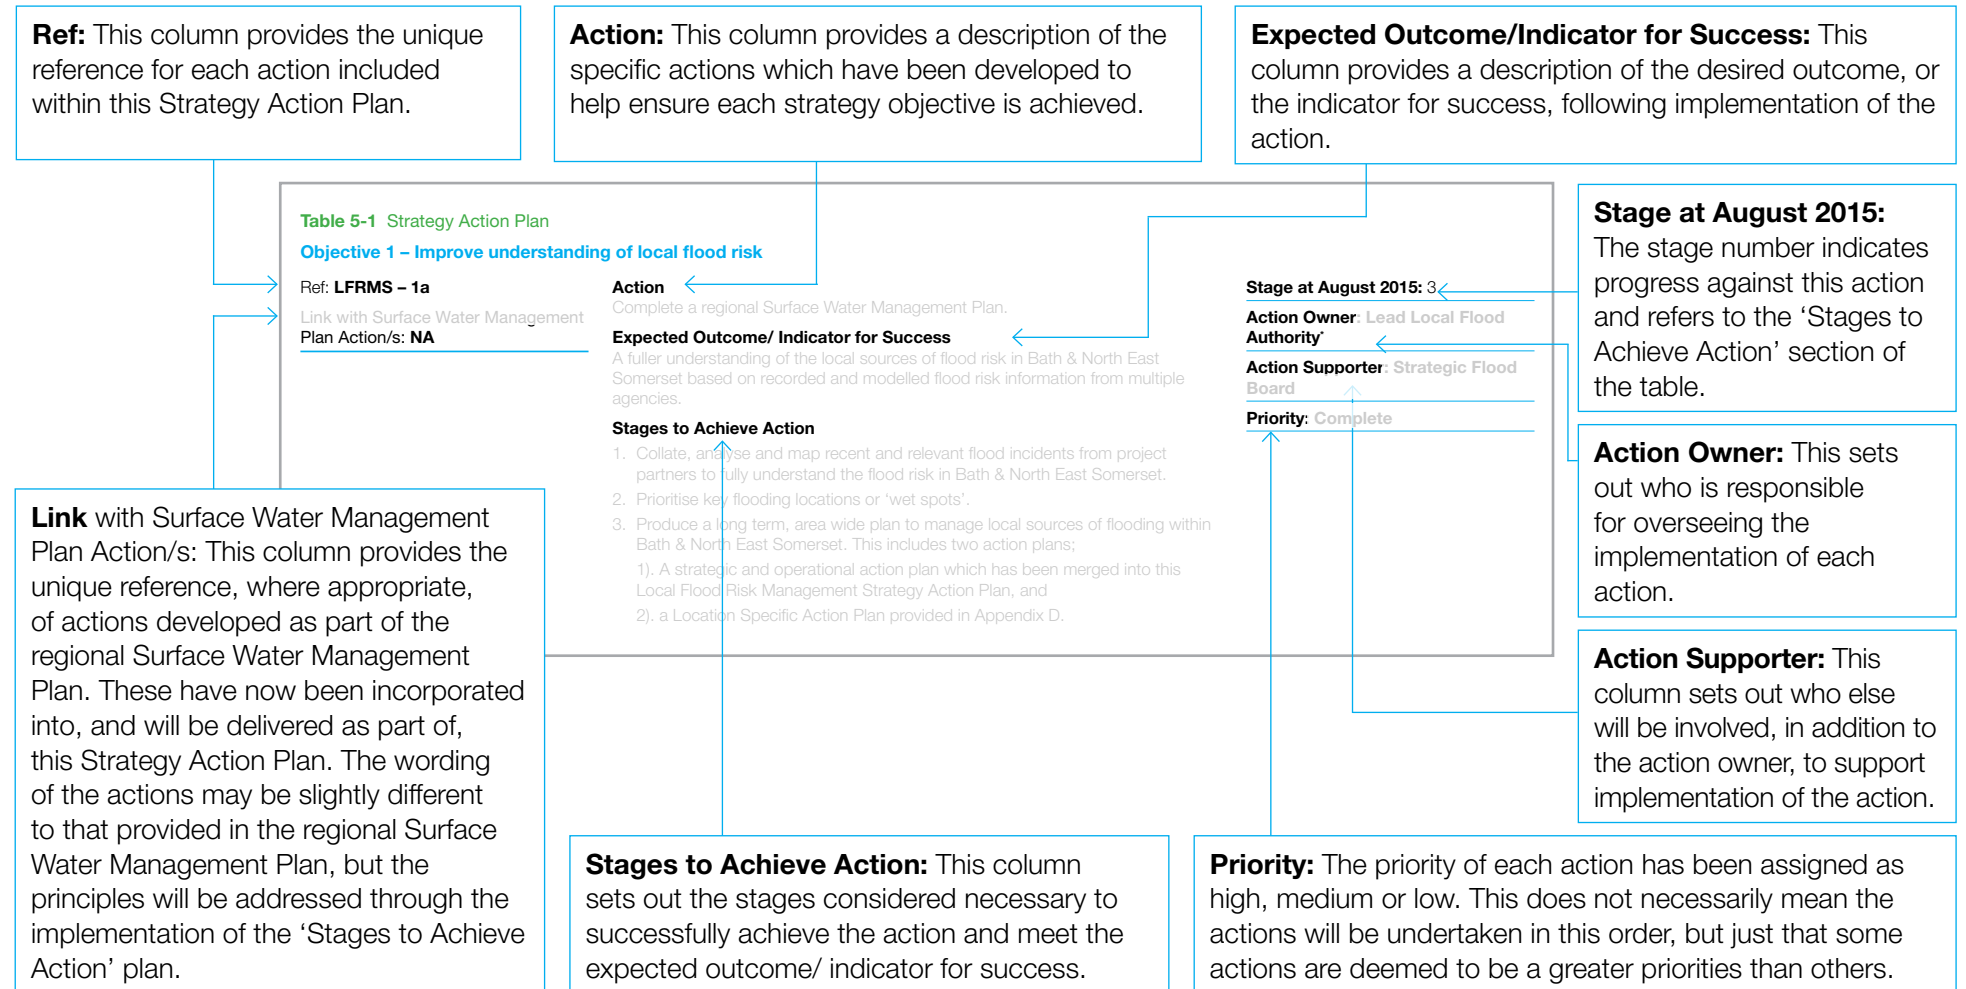 Ref: This column provides the unique
reference for each action included
within this Strategy Action Plan.
Action: This column provides a description of the
specific actions which have been developed to
help ensure each strategy objective is achieved.
Expected Outcome/Indicator for Success: This
column provides a description of the desired outcome, or
the indicator for success, following implementation of the
action.
Table 5-1 Strategy Action Plan
Objective 1 – Improve understanding of local flood risk
Ref: LFRMS – 1a
Link with Surface Water Management
Plan Action/s: NA
Action
Complete a regional Surface Water Management Plan.
Expected Outcome/ Indicator for Success
A fuller understanding of the local sources of flood risk in Bath & North East
Somerset based on recorded and modelled flood risk information from multiple
agencies.
Stages to Achieve Action
1. Collate, analyse and map recent and relevant flood incidents from project
partners to fully understand the flood risk in Bath & North East Somerset.
2. Prioritise key flooding locations or ‘wet spots’.
3. Produce a long term, area wide plan to manage local sources of flooding within
Bath & North East Somerset. This includes two action plans;
1). A strategic and operational action plan which has been merged into this
Local Flood Risk Management Strategy Action Plan, and
2). a Location Specific Action Plan provided in Appendix D.
Stage at August 2015: 3
Action Owner: Lead Local Flood
Authority*
Action Supporter: Strategic Flood
Board
Priority: Complete
Stage at August 2015:
The stage number indicates
progress against this action
and refers to the ‘Stages to
Achieve Action’ section of
the table.
Action Owner: This sets
out who is responsible
for overseeing the
implementation of each
action.
Action Supporter: This
column sets out who else
will be involved, in addition to
the action owner, to support
implementation of the action.
Link with Surface Water Management
Plan Action/s: This column provides the
unique reference, where appropriate,
of actions developed as part of the
regional Surface Water Management
Plan. These have now been incorporated
into, and will be delivered as part of,
this Strategy Action Plan. The wording
of the actions may be slightly different
to that provided in the regional Surface
Water Management Plan, but the
principles will be addressed through the
implementation of the ‘Stages to Achieve
Action’ plan.
Stages to Achieve Action: This column
sets out the stages considered necessary to
successfully achieve the action and meet the
expected outcome/ indicator for success.
Priority: The priority of each action has been assigned as
high, medium or low. This does not necessarily mean the
actions will be undertaken in this order, but just that some
actions are deemed to be a greater priorities than others.